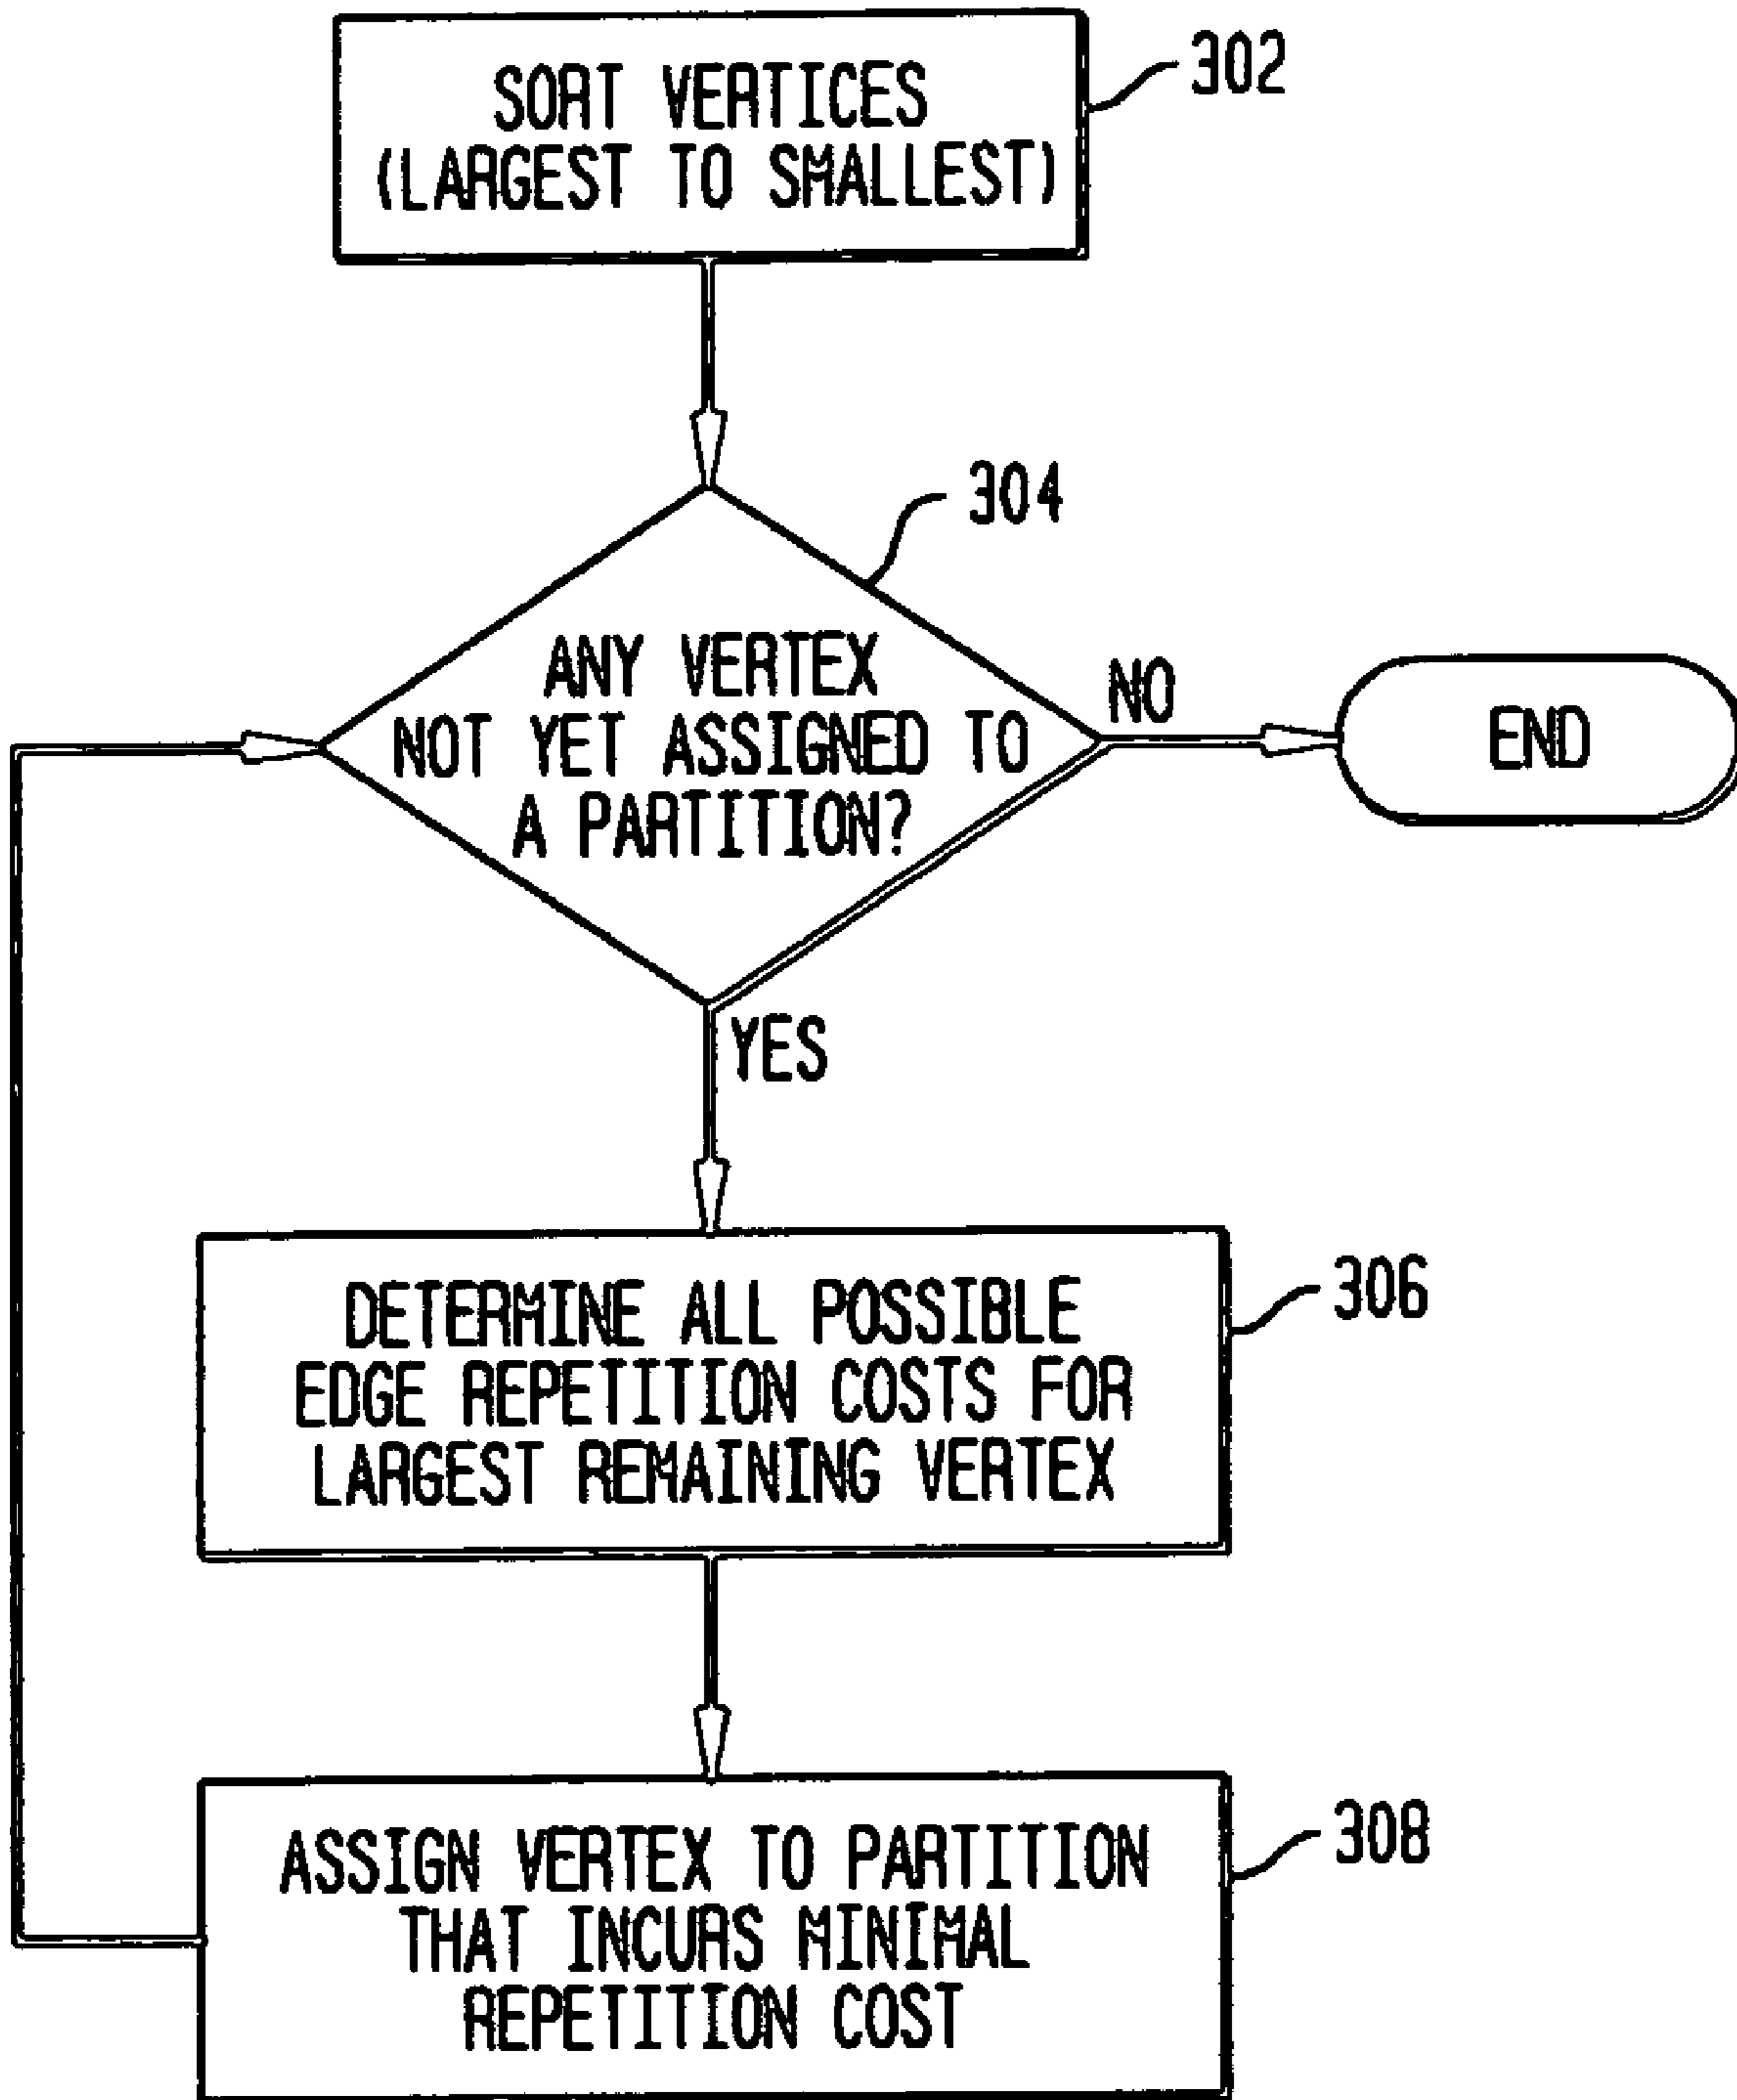 SORT VERTICES
(LARGEST TO SMALLEST)
302
304
ANY VERTEX
NOT YET ASSIGNED TO
A PARTITION?
NO
END
YES
DETERMINE ALL POSSIBLE
EDGE REPETITION COSTS FOR
LARGEST REMAINING VERTEX
306
ASSIGN VERTEX TO PARTITION
THAT INCURS MINIMAL
REPETITION COST
308